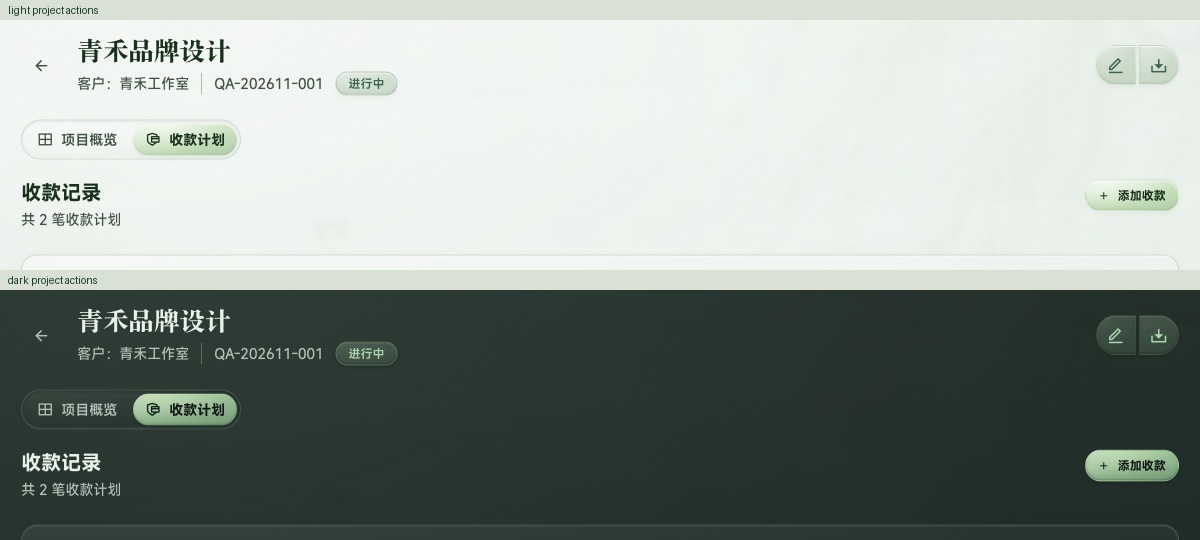 light project actions
青禾品牌设计
客户：青禾工作室 QA-202611-001 进行中
项目概览 收款计划
收款记录
+ 添加收款
共 2 笔收款计划
dark project actions
青禾品牌设计
客户：青禾工作室 QA-202611-001 进行中
项目概览 收款计划
收款记录
+ 添加收款
共 2 笔收款计划